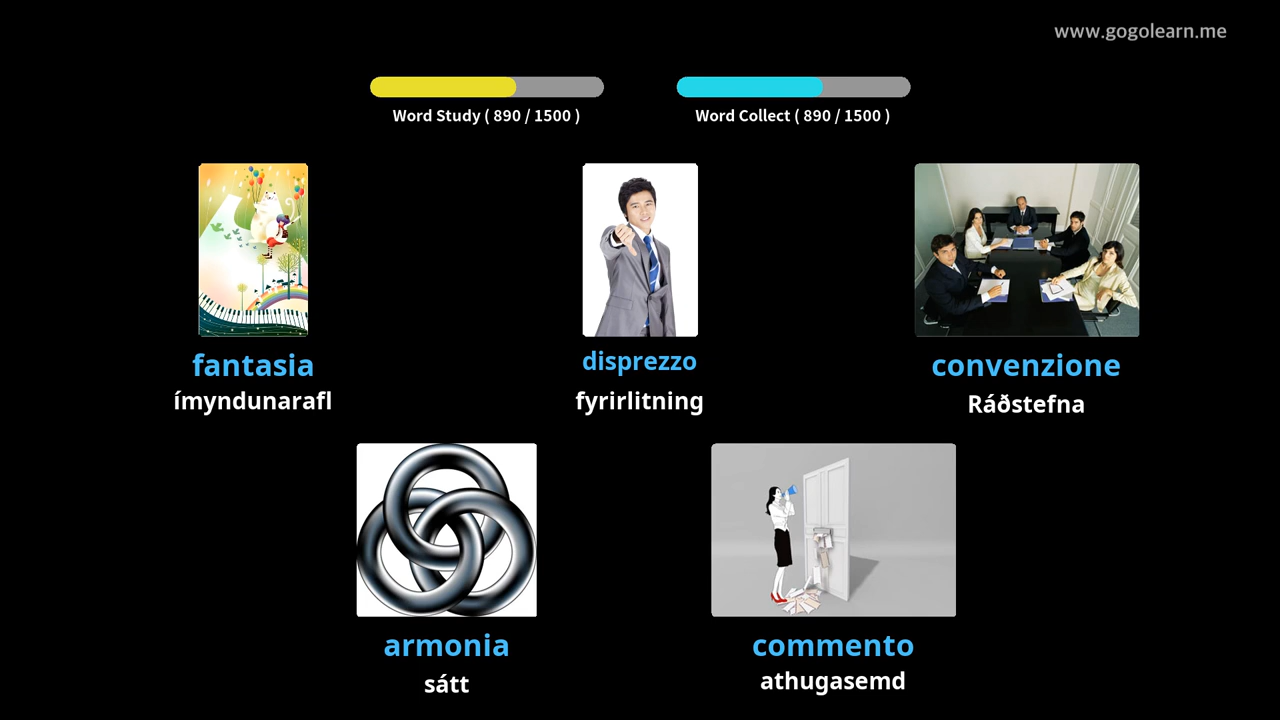 www.gogolearn.me
Word Study ( 890 / 1500 )
Word Collect ( 890 / 1500 )
fantasia
ímyndunarafl
disprezzo
fyrirlitning
convenzione
Ráðstefna
armonia
sátt
commento
athugasemd